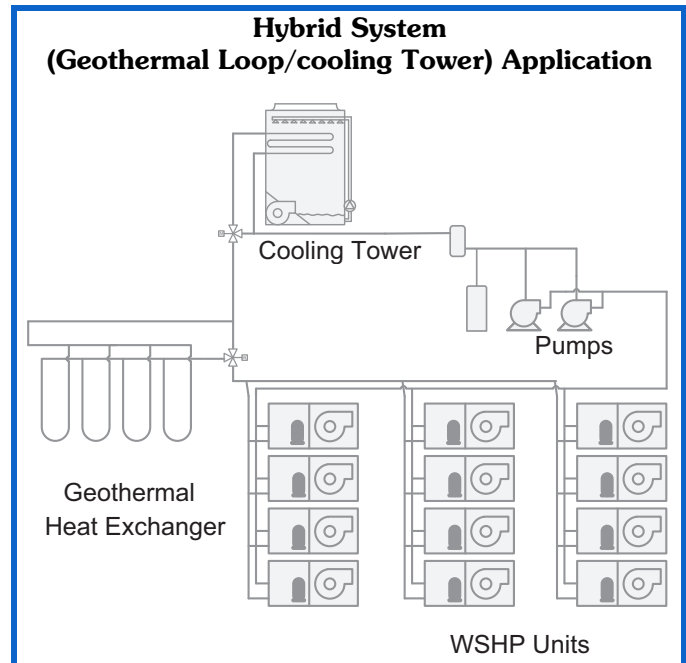 Hybrid System
(Geothermal Loop/cooling Tower) Application
Cooling Tower
Pumps
Geothermal
Heat Exchanger
WSHP Units